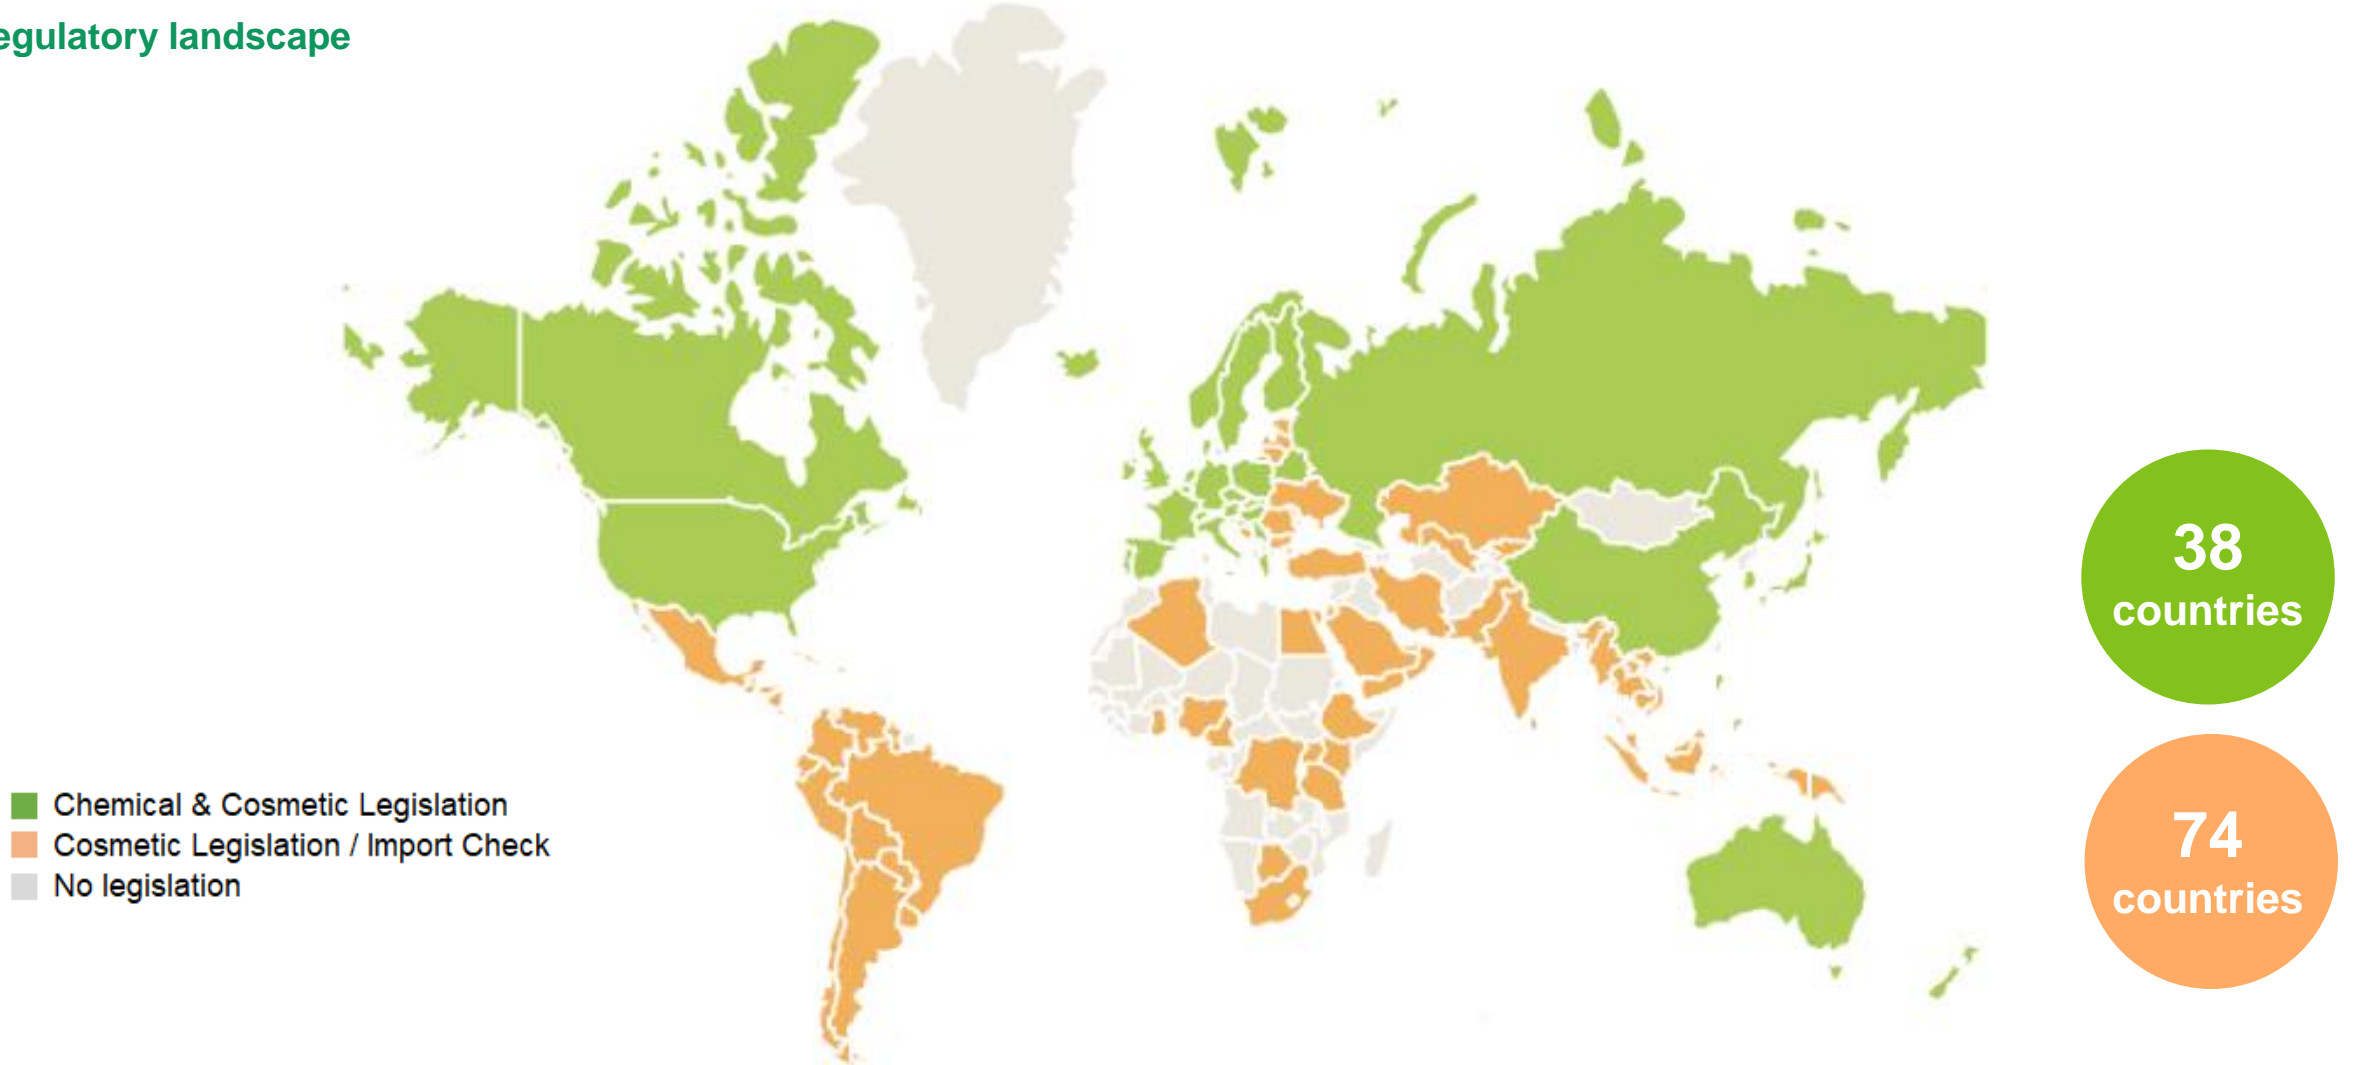 egulatory landscape
38
countries
74
countries
Chemical & Cosmetic Legislation
Cosmetic Legislation / Import Check
No legislation